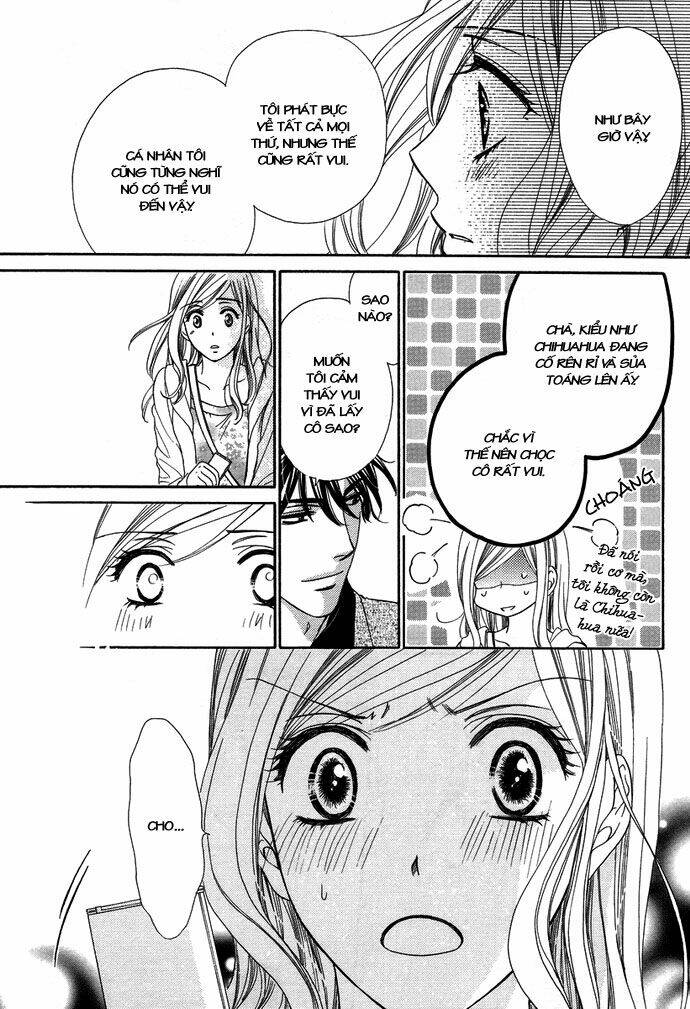 NHƯ BÂY
GIỜ VẬY.
TÔI PHÁT BỰC
VỀ TẤT CẢ MỌI
THỨ, NHƯNG THẾ
CŨNG RẤT VUI.
CÁ NHÂN TÔI
CŨNG TỪNG NGHĨ
NÓ CÓ THỂ VUI
ĐẾN VẬY.
CHÀ, KIỂU NHƯ
CHIHUAHUA ĐANG
CỐ RÊN RỈ VÀ SỦA
TOÁNG LÊN ẤY.
CHẮC VÌ
THẾ NÊN CHỌC
CÔ RẤT VUI.
CHOÁNG
Đã nói
rồi cơ mà,
tôi không còn
là Chihua-
hua nữa!
SAO
NÀO?
MUỐN
TÔI CẢM
THẤY VUI
VÌ ĐÃ LẤY
CÔ SAO?
CHO...